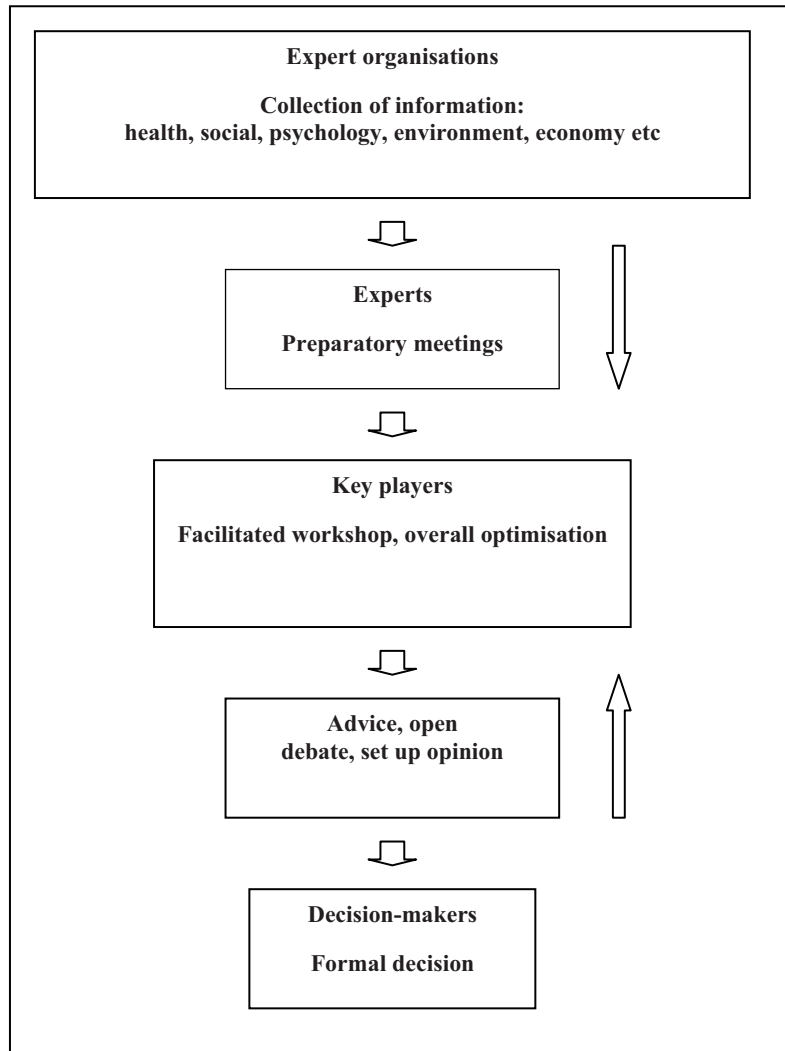 Expert organisations
Collection of information:
health, social, psychology, environment, economy etc
Experts
Preparatory meetings
Key players
Facilitated workshop, overall optimisation
Advice, open
debate, set up opinion
Decision-makers
Formal decision